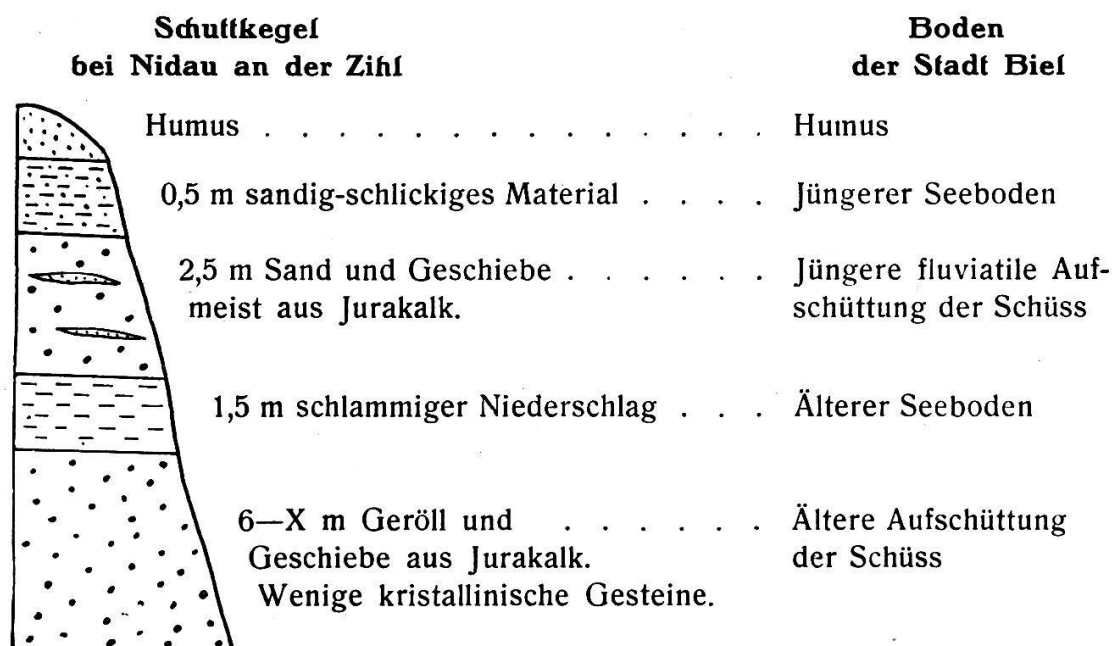 Schuttkegel
bei Nidau an der Zihl
Boden
der Stadt Biel
Humus . . . . . . . . . . . . . . Humus
0,5 m sandig-schlickiges Material . . . . Jüngerer Seeboden
2,5 m Sand und Geschiebe . . . . . . Jüngere fluviatile Auf-
meist aus Jurakalk. schüttung der Schüss
1,5 m schlammiger Niederschlag . . . Älterer Seeboden
6—X m Geröll und . . . . . . Ältere Aufschüttung
Geschiebe aus Jurakalk. der Schüss
Wenige kristallinische Gesteine.